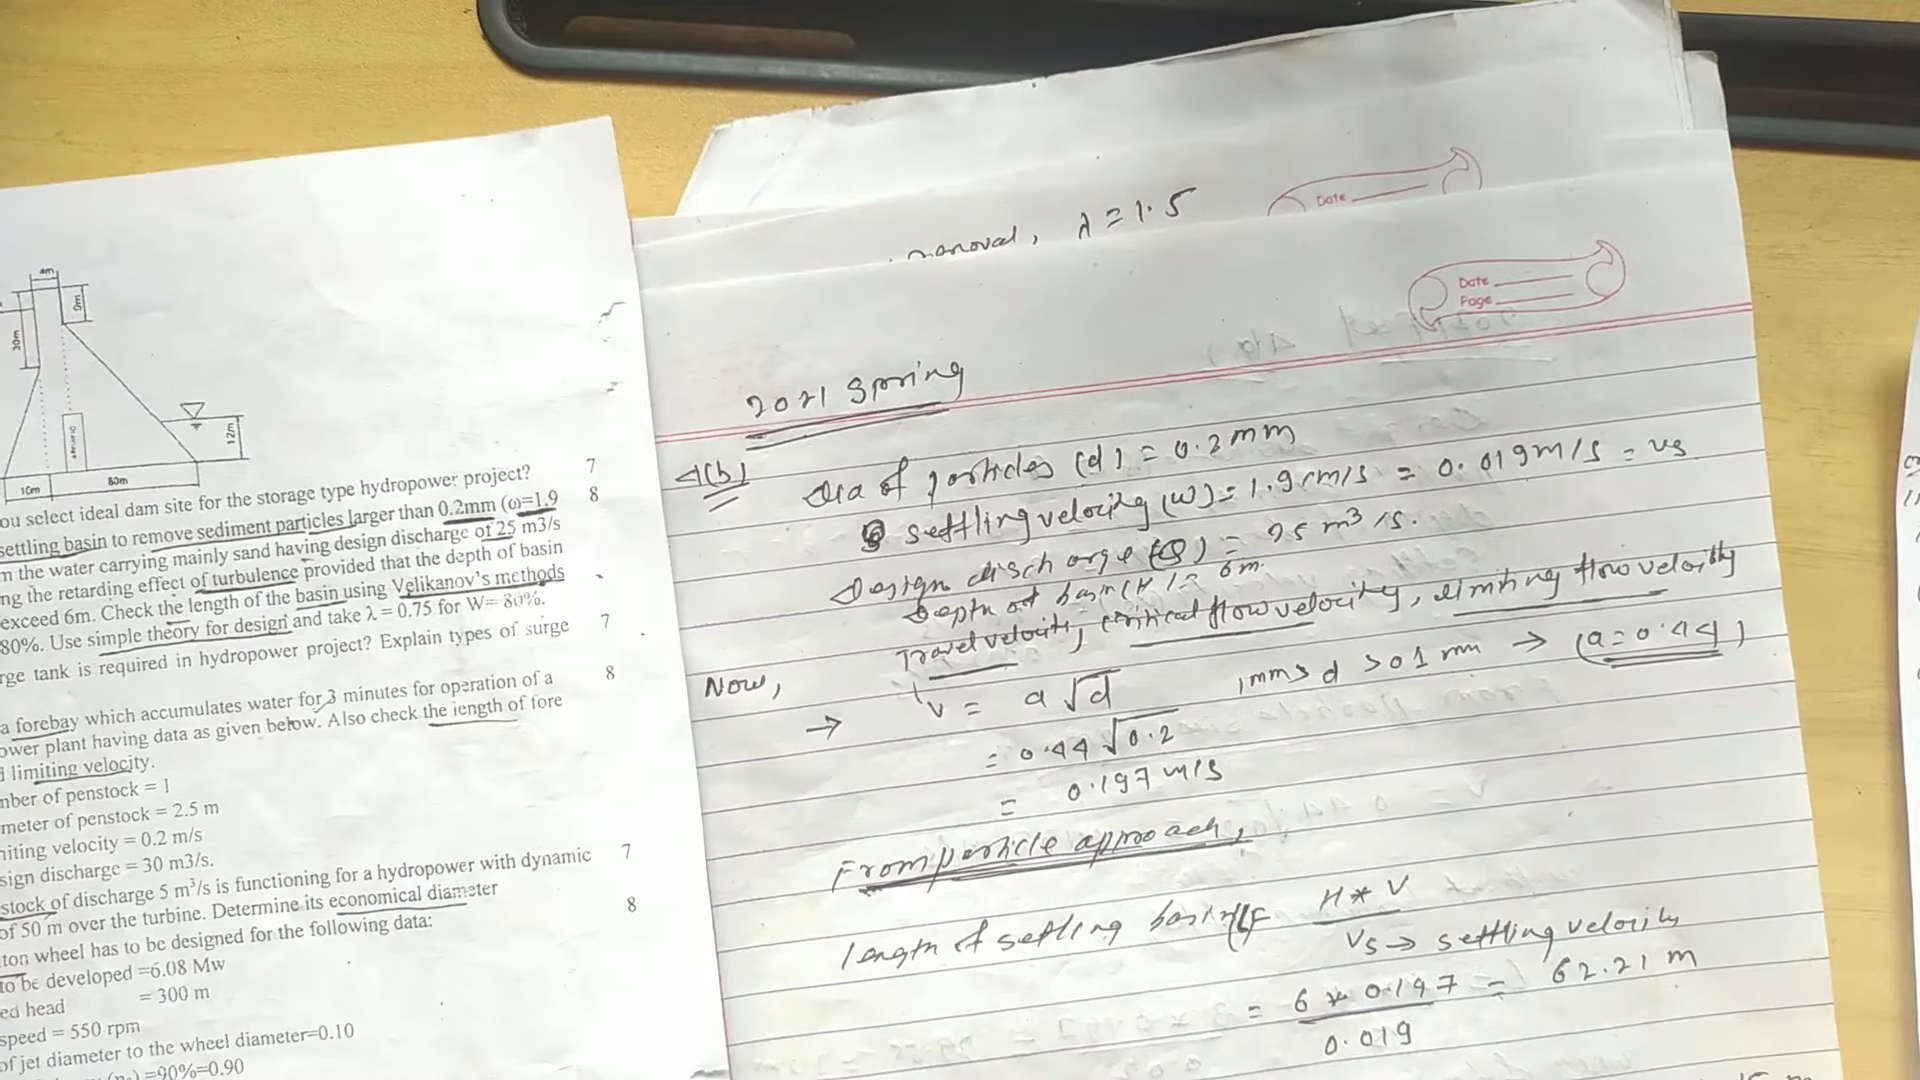 4m
9m
30m
12m
10m
80m
ou select ideal dam site for the storage type hydropower project? 7
settling basin to remove sediment particles larger than 0.2mm (ω=1.9 8
m the water carrying mainly sand having design discharge of 25 m3/s
ng the retarding effect of turbulence provided that the depth of basin
exceed 6m. Check the length of the basin using Velikanov's methods
80%. Use simple theory for design and take λ = 0.75 for W= 80%.
rge tank is required in hydropower project? Explain types of surge 7
a forebay which accumulates water for 3 minutes for operation of a 8
ower plant having data as given below. Also check the length of fore
d limiting velocity.
mber of penstock = 1
meter of penstock = 2.5 m
niting velocity = 0.2 m/s
sign discharge = 30 m3/s.
stock of discharge 5 m³/s is functioning for a hydropower with dynamic 7
of 50 m over the turbine. Determine its economical diameter
ton wheel has to be designed for the following data: 8
to be developed =6.08 Mw
ed head = 300 m
speed = 550 rpm
of jet diameter to the wheel diameter=0.10
=90%=0.90
Date
λ = 1.5
Date
Page
2021 Spring
4(b)
Dia of particles (d) = 0.2mm
settling velocity (w) = 1.9 cm/s = 0.019m/s = vs
Design discharge (Q) = 25 m³/s.
Depth of basin (H) = 6m.
Travel velocity, critical flow velocity, limiting flow velocity
Now,
→ v = a √d 1mm ≥ d > 0.1 mm → (a = 0.44)
= 0.44 √0.2
= 0.197 m/s
From particle approach,
length of settling basin H * V
Vs → settling velocity
= 6 * 0.197 = 62.21 m
0.019